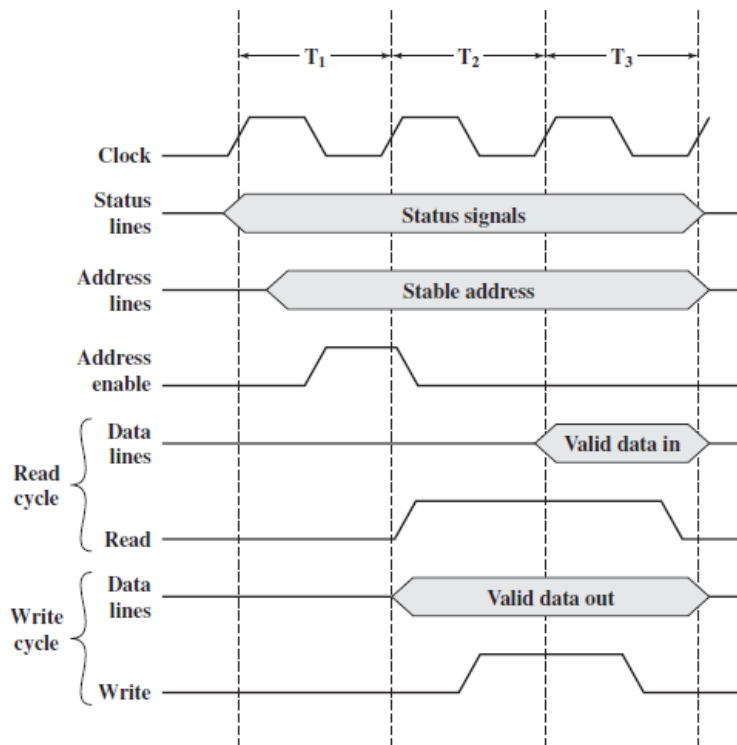 T₁ T₂ T₃
Clock
Status
lines
Status signals
Address
lines
Stable address
Address
enable
Read
cycle
Data
lines
Valid data in
Read
Write
cycle
Data
lines
Valid data out
Write